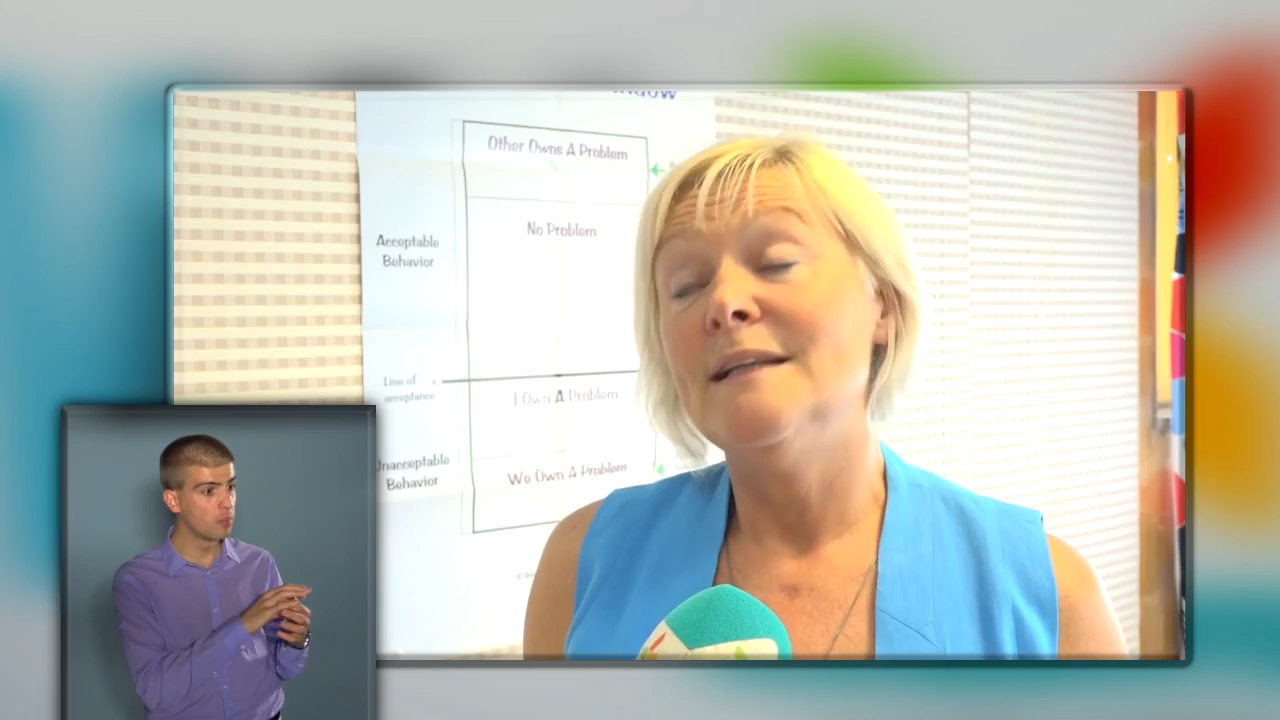 Other Owns A Problem
No Problem
Acceptable
Behavior
Line of
acceptance
I Own A Problem
Unacceptable
Behavior
We Own A Problem